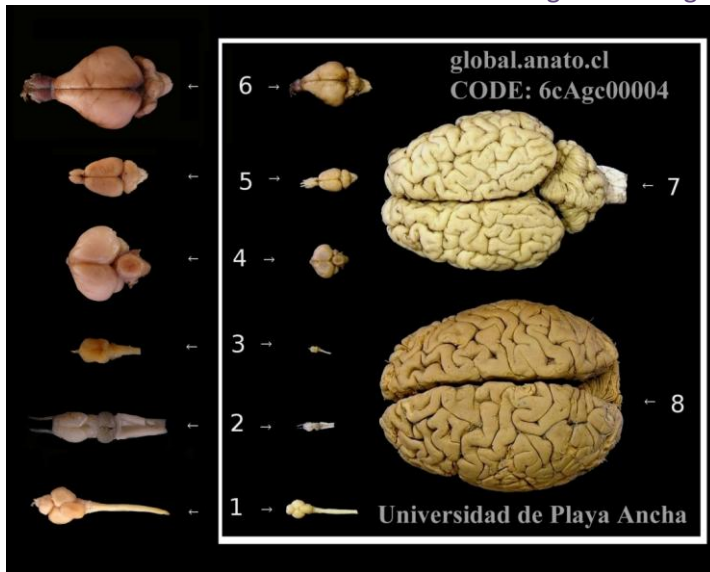 global.anato.cl
CODE: 6cAgc00004
← 6 →
← 5 →
← 7
← 4 →
← 3 →
← 8
← 2 →
← 1 →
Universidad de Playa Ancha